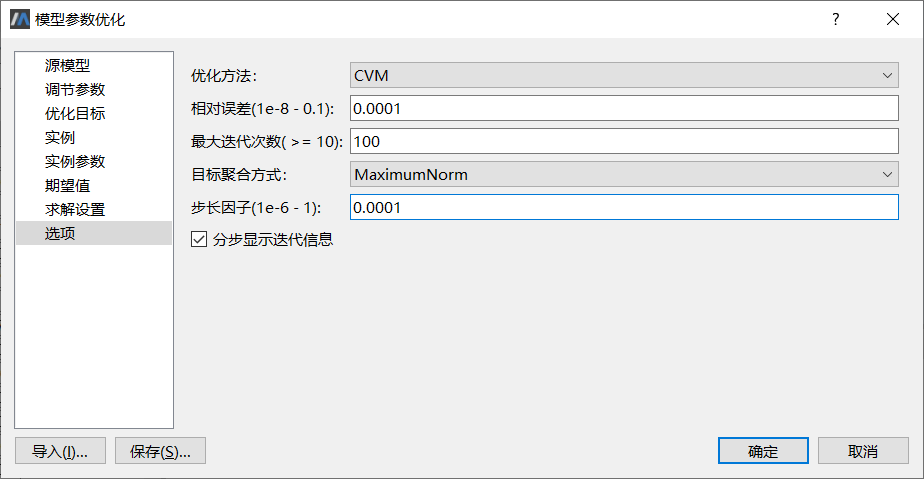 模型参数优化
?
源模型
调节参数
优化目标
实例
实例参数
期望值
求解设置
选项
优化方法: CVM
相对误差(1e-8 - 0.1): 0.0001
最大迭代次数( >= 10): 100
目标聚合方式: MaximumNorm
步长因子(1e-6 - 1): 0.0001
分步显示迭代信息
导入(I)... 保存(S)... 确定 取消